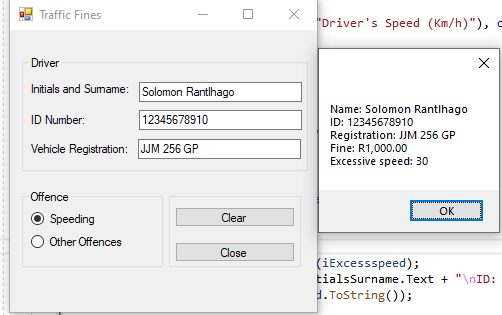 Traffic Fines
"Driver's Speed (Km/h)"), c
Driver
Initials and Surname: Solomon Rantlhago
ID Number: 12345678910
Vehicle Registration: JJM 256 GP
Name: Solomon Rantlhago
ID: 12345678910
Registration: JJM 256 GP
Fine: R1,000.00
Excessive speed: 30
OK
Offence
Speeding
Other Offences
Clear
Close
(iExcessspeed);
tialsSurname.Text + "\nID:
d.ToString());